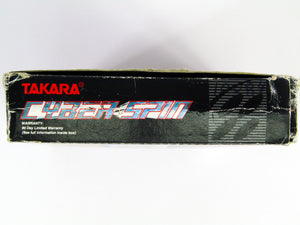 TAKARA®
CYBER SPIN
WARRANTY:
90 Day Limited Warranty
(See full information inside box)